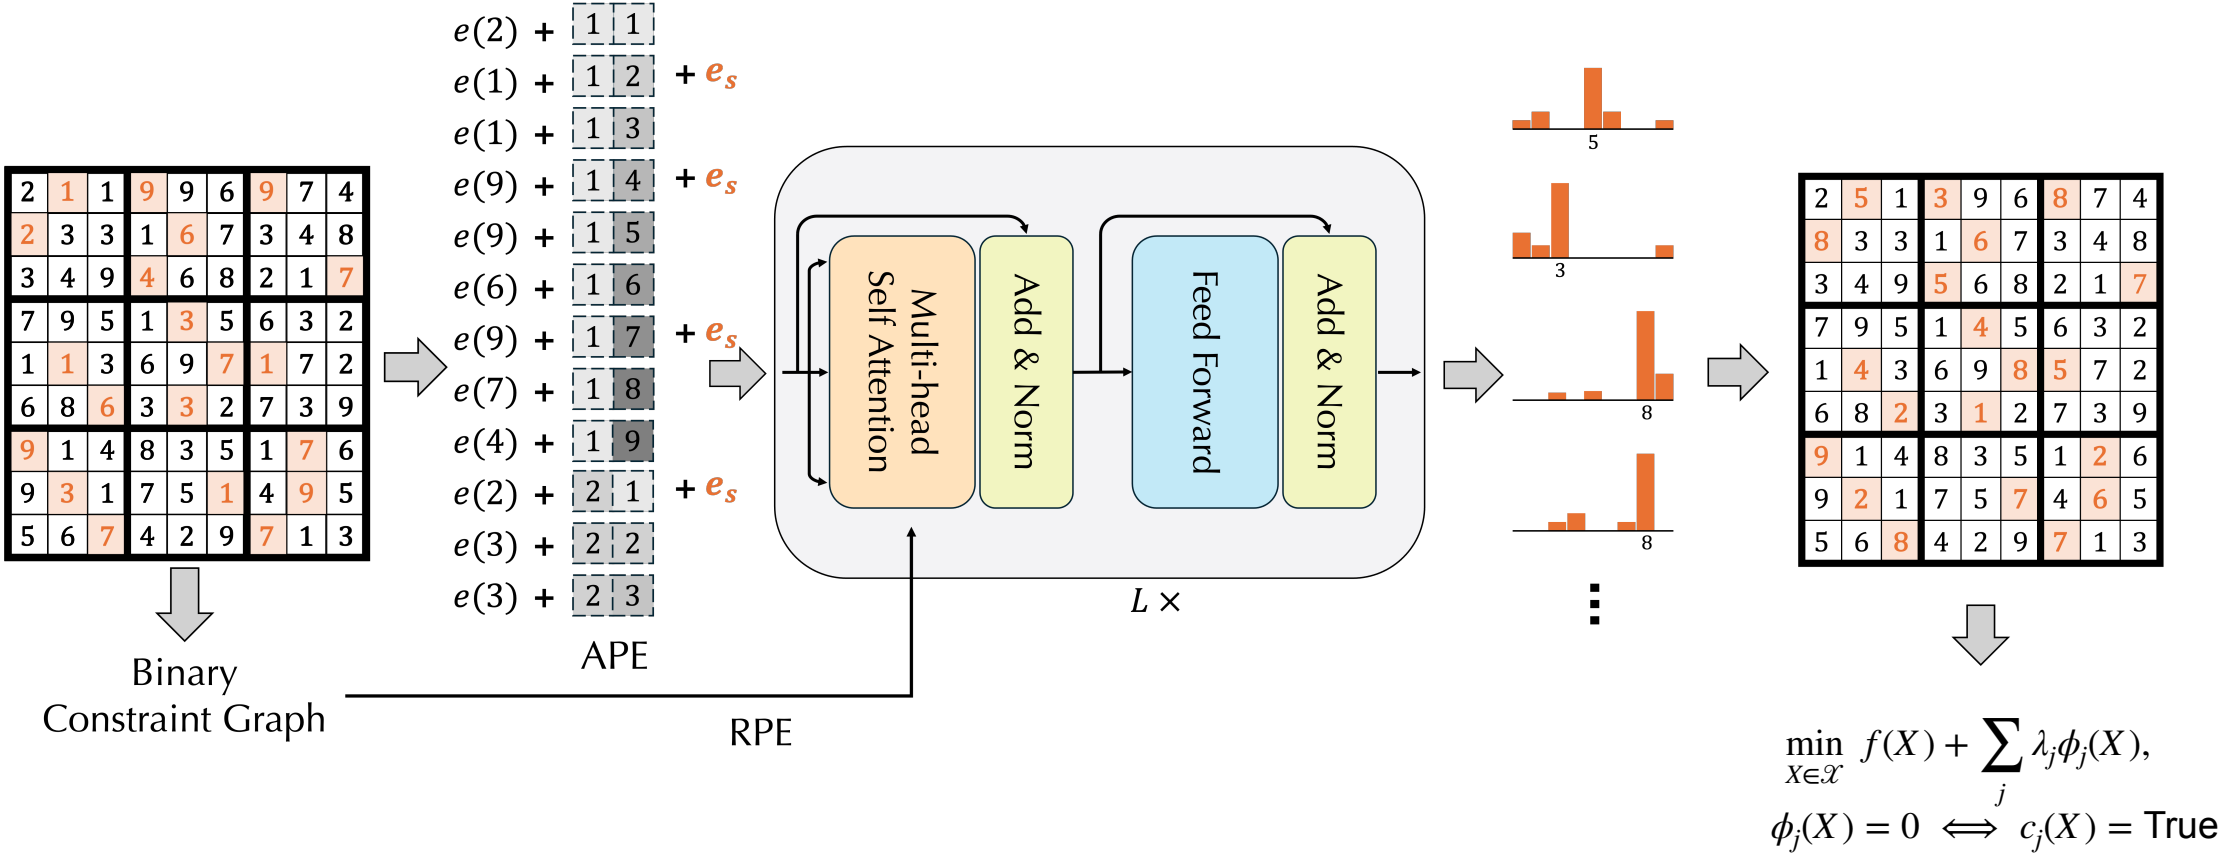 2 1 1 9 9 6 9 7 4
2 3 3 1 6 7 3 4 8
3 4 9 4 6 8 2 1 7
7 9 5 1 3 5 6 3 2
1 1 3 6 9 7 1 7 2
6 8 6 3 3 2 7 3 9
9 1 4 8 3 5 1 7 6
9 3 1 7 5 1 4 9 5
5 6 7 4 2 9 7 1 3
Binary
Constraint Graph
e(2) + 1 1
e(1) + 1 2 + e_s
e(1) + 1 3
e(9) + 1 4 + e_s
e(9) + 1 5
e(6) + 1 6
e(9) + 1 7 + e_s
e(7) + 1 8
e(4) + 1 9
e(2) + 2 1 + e_s
e(3) + 2 2
e(3) + 2 3
APE
RPE
Multi-head
Self Attention
Add & Norm
Feed Forward
Add & Norm
L ×
5
3
8
8
2 5 1 3 9 6 8 7 4
8 3 3 1 6 7 3 4 8
3 4 9 5 6 8 2 1 7
7 9 5 1 4 5 6 3 2
1 4 3 6 9 8 5 7 2
6 8 2 3 1 2 7 3 9
9 1 4 8 3 5 1 2 6
9 2 1 7 5 7 4 6 5
5 6 8 4 2 9 7 1 3
min_{X∈𝒳} f(X) + ∑_j λ_jϕ_j(X),
ϕ_j(X) = 0 ⟺ c_j(X) = True